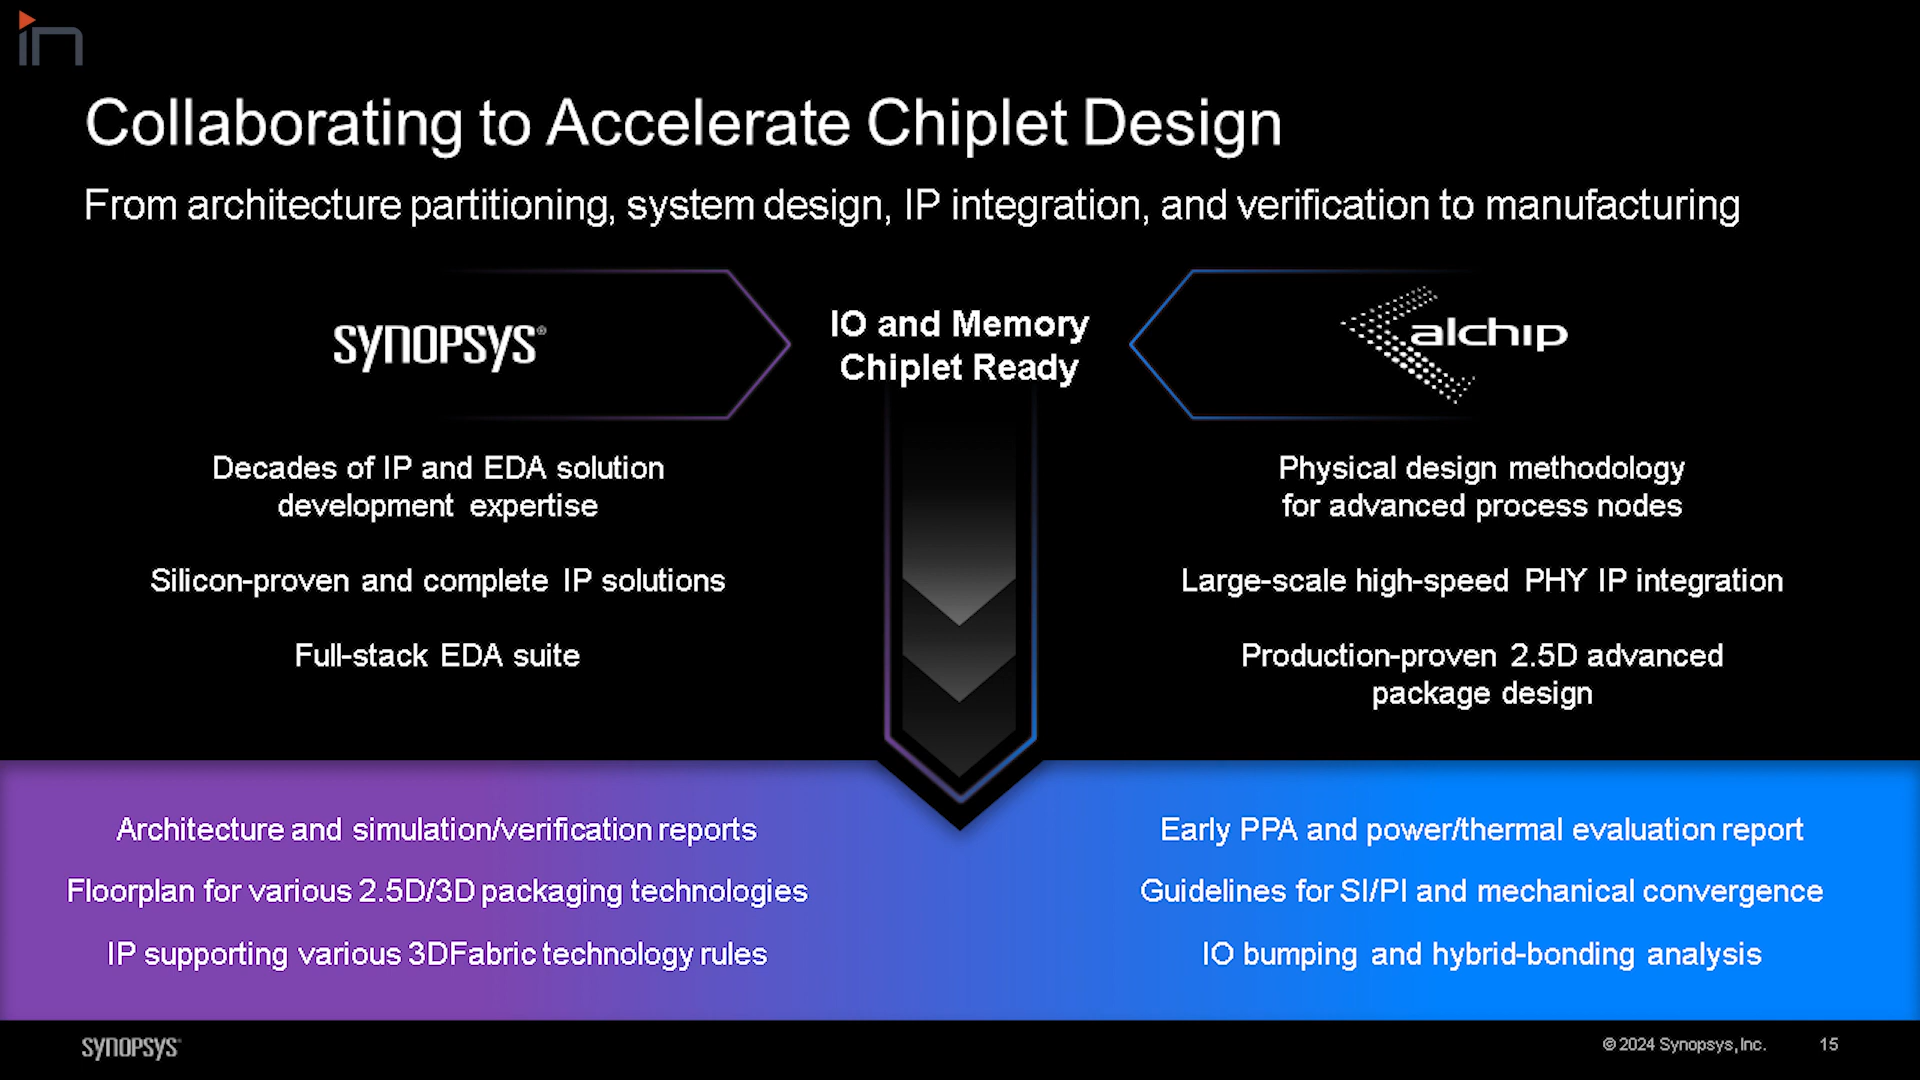 in
Collaborating to Accelerate Chiplet Design
From architecture partitioning, system design, IP integration, and verification to manufacturing
SYNOPSYS®
IO and Memory
Chiplet Ready
alchip
Decades of IP and EDA solution
development expertise
Silicon-proven and complete IP solutions
Full-stack EDA suite
Physical design methodology
for advanced process nodes
Large-scale high-speed PHY IP integration
Production-proven 2.5D advanced
package design
Architecture and simulation/verification reports
Floorplan for various 2.5D/3D packaging technologies
IP supporting various 3DFabric technology rules
Early PPA and power/thermal evaluation report
Guidelines for SI/PI and mechanical convergence
IO bumping and hybrid-bonding analysis
SYNOPSYS®
© 2024 Synopsys, Inc. 15